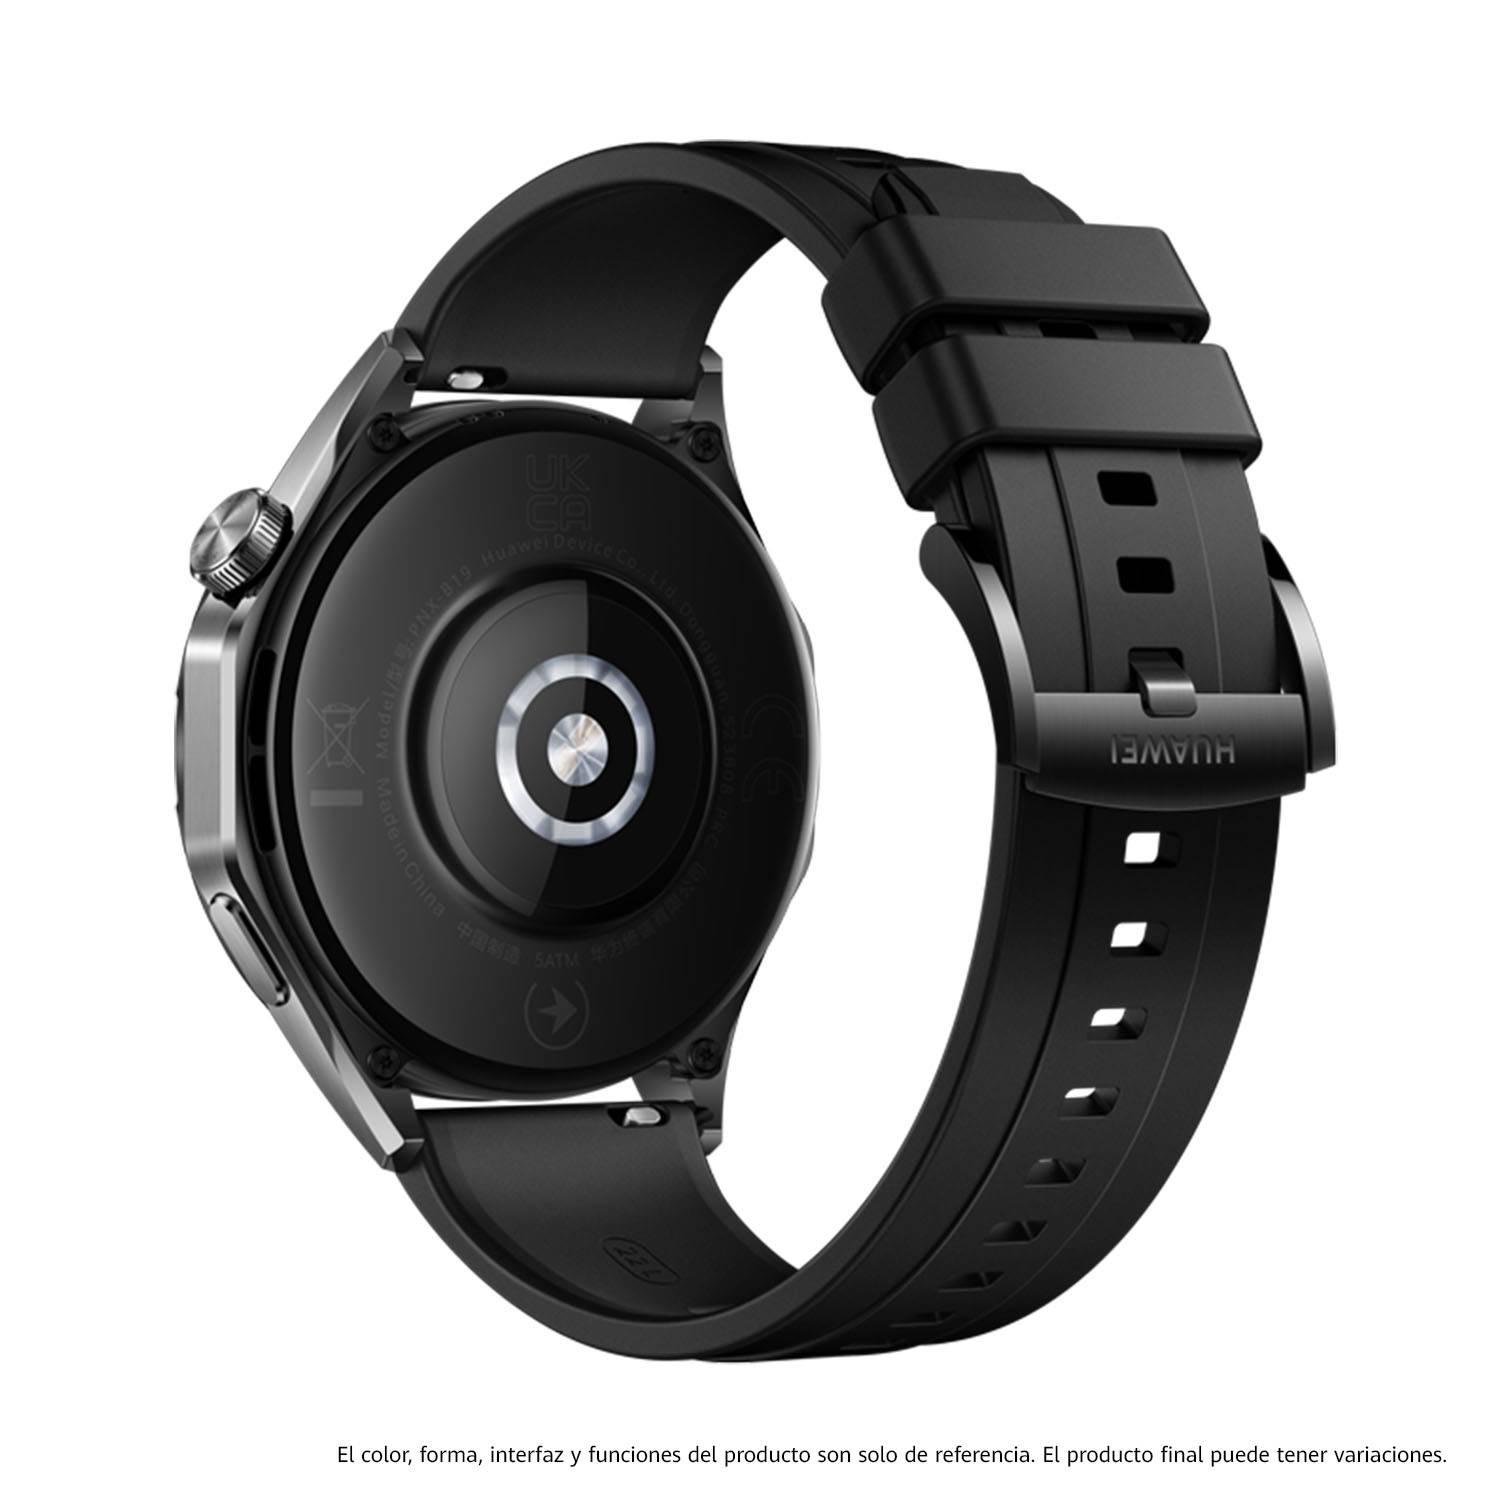 UK
CA
Model/型号:PNX-B19 Huawei Device Co., Ltd. Dongguan, 523808 PRC
Made in China
中国制造 5ATM
CE
HUAWEI
22 L
El color, forma, interfaz y funciones del producto son solo de referencia. El producto final puede tener variaciones.